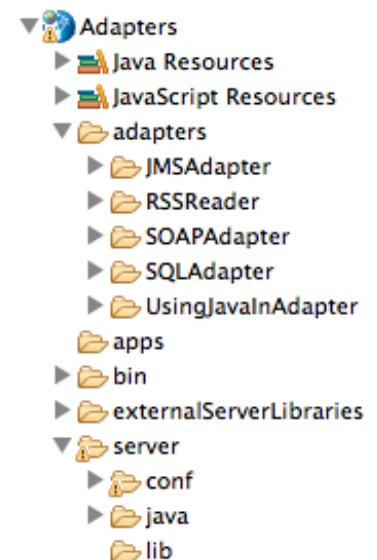 Adapters
Java Resources
JavaScript Resources
adapters
JMSAdapter
RSSReader
SOAPAdapter
SQLAdapter
UsingJavaInAdapter
apps
bin
externalServerLibraries
server
conf
java
lib